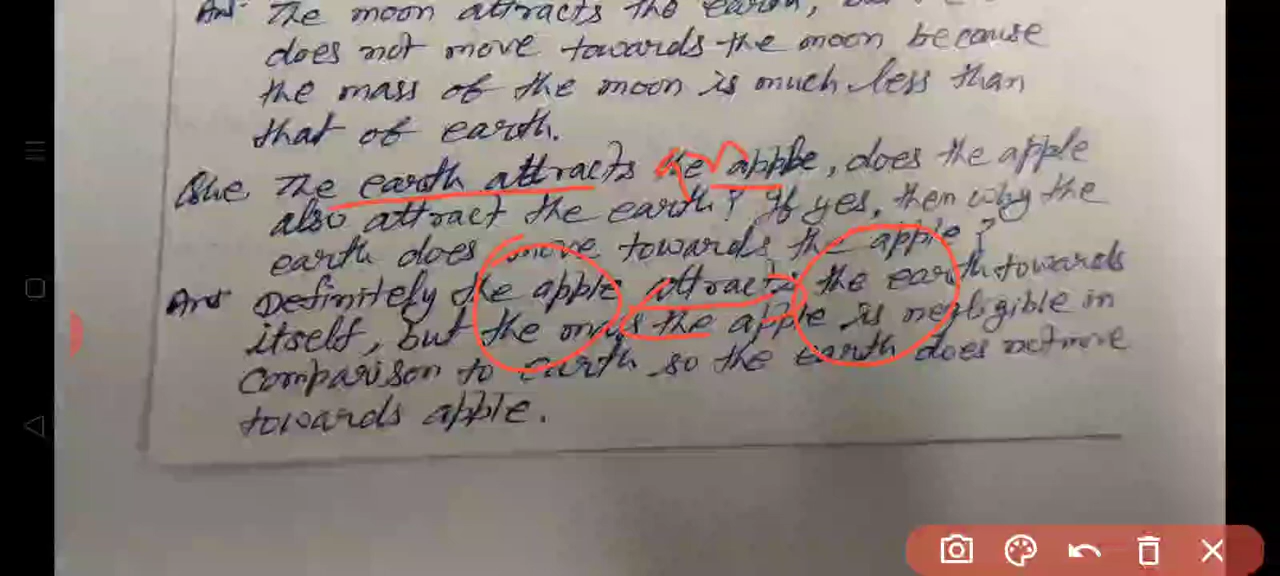 Ans The moon attracts the earth,
does not move towards the moon because
the mass of the moon is much less than
that of earth.
Que. The earth attracts the apple, does the apple
also attract the earth? If yes, then why the
earth does move towards the apple?
Ans Definitely the apple attracts the earth towards
itself, but the mass the apple is negligible in
comparison to earth so the earth does not move
towards apple.